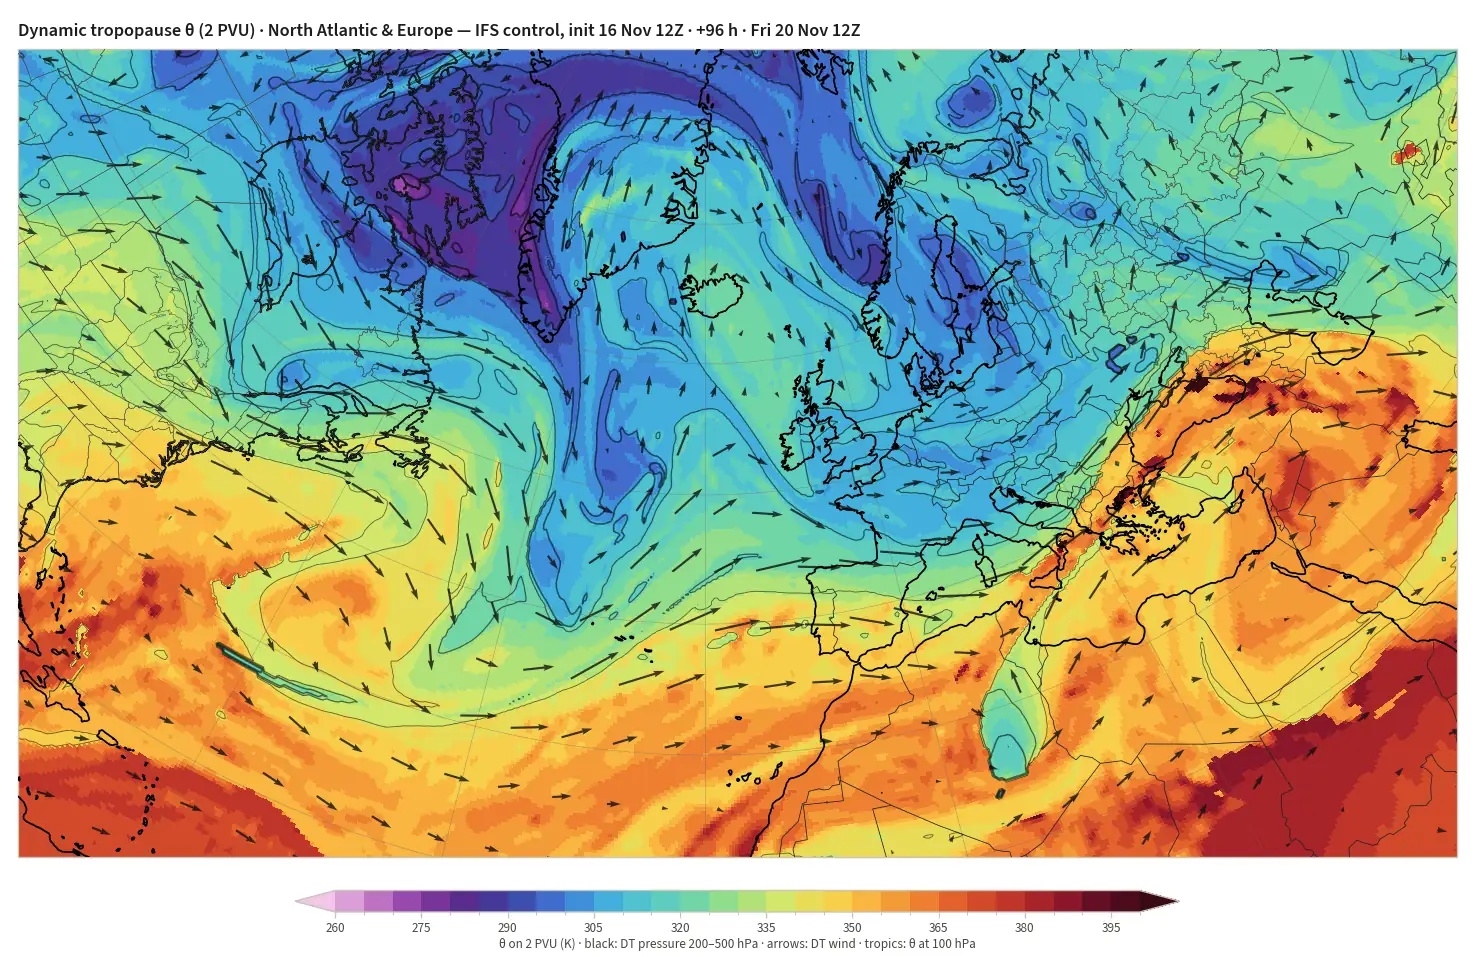 Dynamic tropopause θ (2 PVU) · North Atlantic & Europe — IFS control, init 16 Nov 12Z · +96 h · Fri 20 Nov 12Z
260 275 290 305 320 335 350 365 380 395
θ on 2 PVU (K) · black: DT pressure 200–500 hPa · arrows: DT wind · tropics: θ at 100 hPa